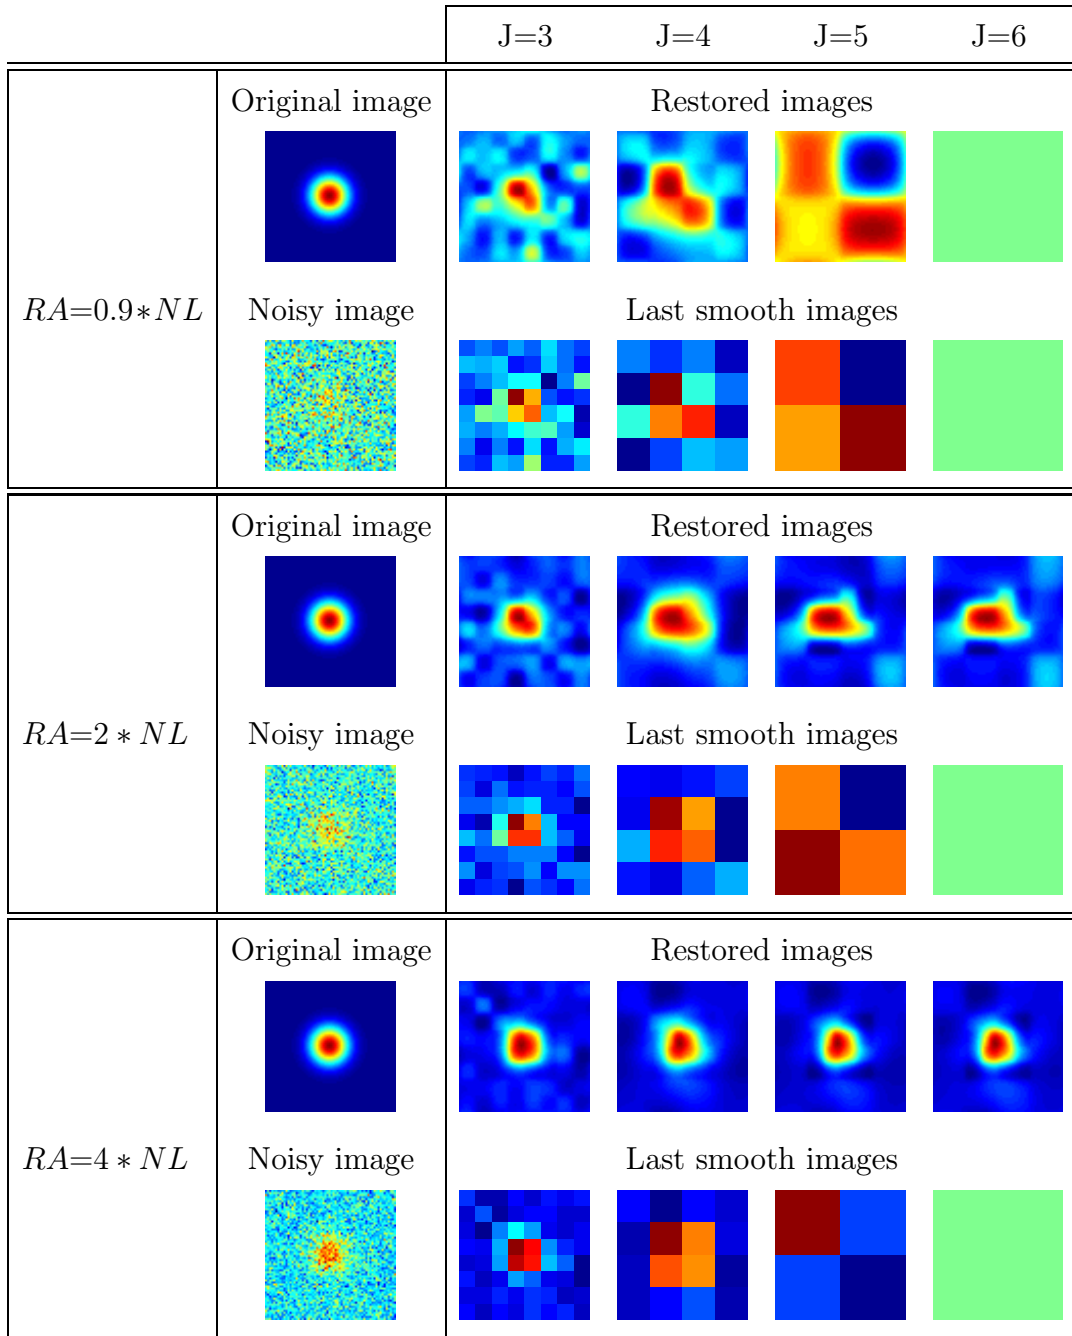 J=3 J=4 J=5 J=6
Original image Restored images
RA=0.9∗NL Noisy image Last smooth images
Original image Restored images
RA=2 ∗ NL Noisy image Last smooth images
Original image Restored images
RA=4 ∗ NL Noisy image Last smooth images